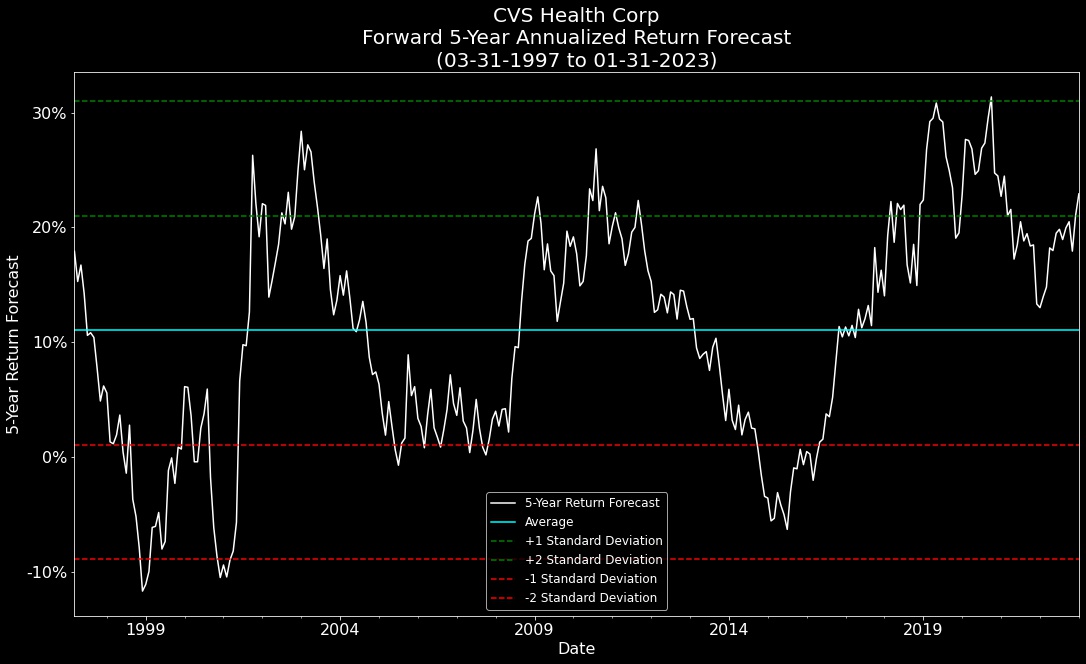 CVS Health Corp
Forward 5-Year Annualized Return Forecast
(03-31-1997 to 01-31-2023)
5-Year Return Forecast
30%
20%
10%
0%
-10%
5-Year Return Forecast
Average
+1 Standard Deviation
+2 Standard Deviation
-1 Standard Deviation
-2 Standard Deviation
1999 2004 2009 2014 2019
Date